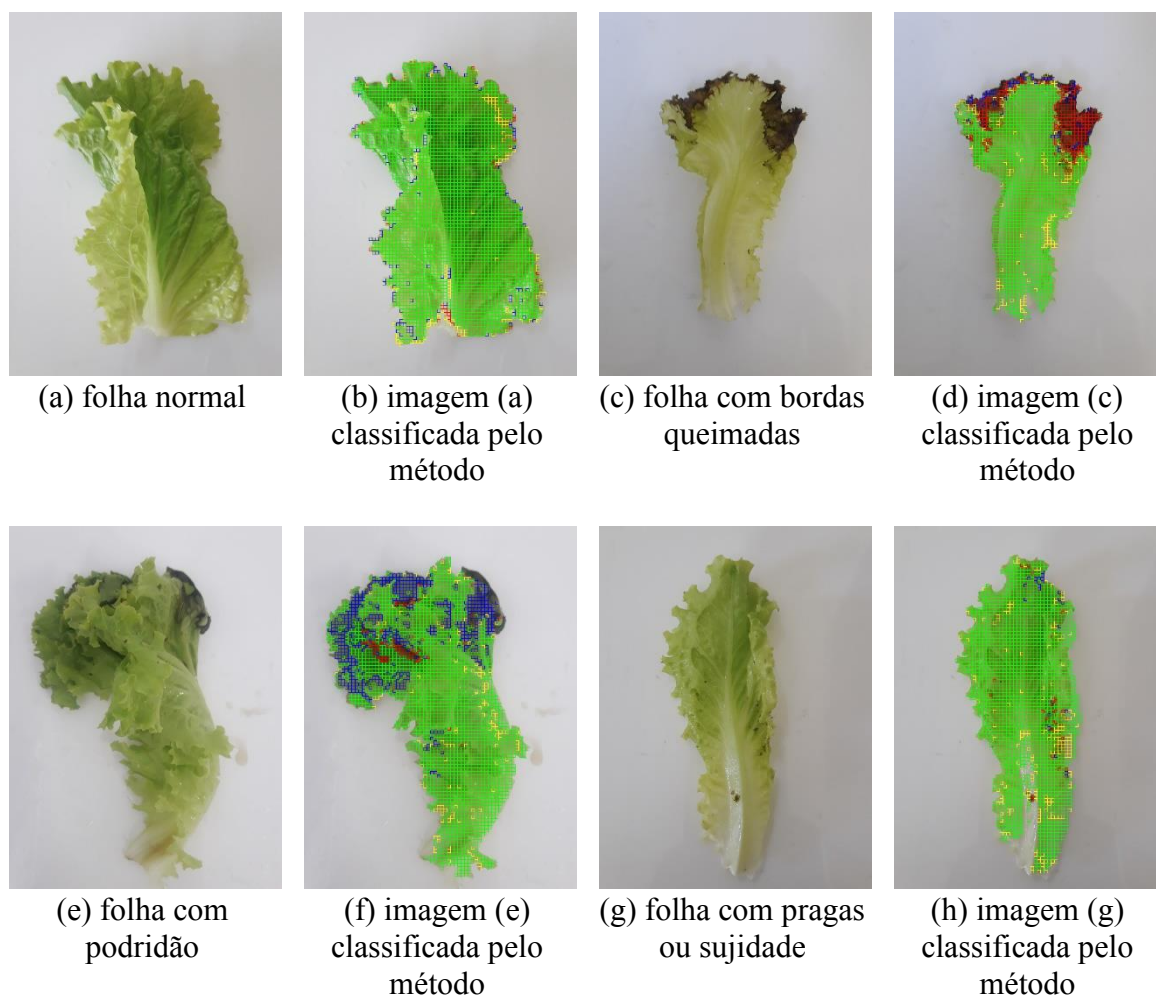 (a) folha normal
(b) imagem (a)
classificada pelo
método
(c) folha com bordas
queimadas
(d) imagem (c)
classificada pelo
método
(e) folha com
podridão
(f) imagem (e)
classificada pelo
método
(g) folha com pragas
ou sujidade
(h) imagem (g)
classificada pelo
método